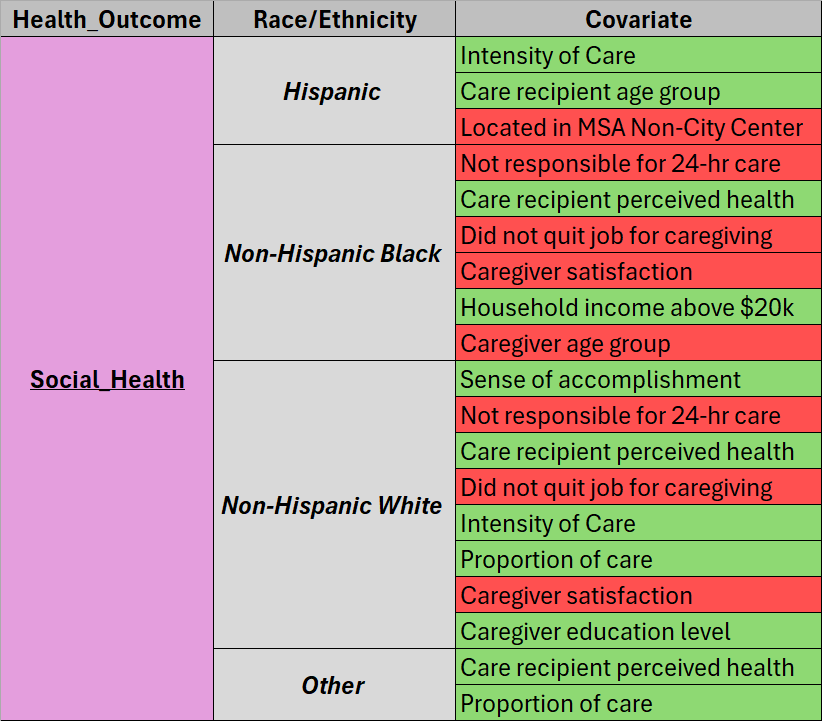 Health_Outcome Race/Ethnicity Covariate
Social_Health
Hispanic
Intensity of Care
Care recipient age group
Located in MSA Non-City Center
Non-Hispanic Black
Not responsible for 24-hr care
Care recipient perceived health
Did not quit job for caregiving
Caregiver satisfaction
Household income above $20k
Caregiver age group
Non-Hispanic White
Sense of accomplishment
Not responsible for 24-hr care
Care recipient perceived health
Did not quit job for caregiving
Intensity of Care
Proportion of care
Caregiver satisfaction
Caregiver education level
Other
Care recipient perceived health
Proportion of care